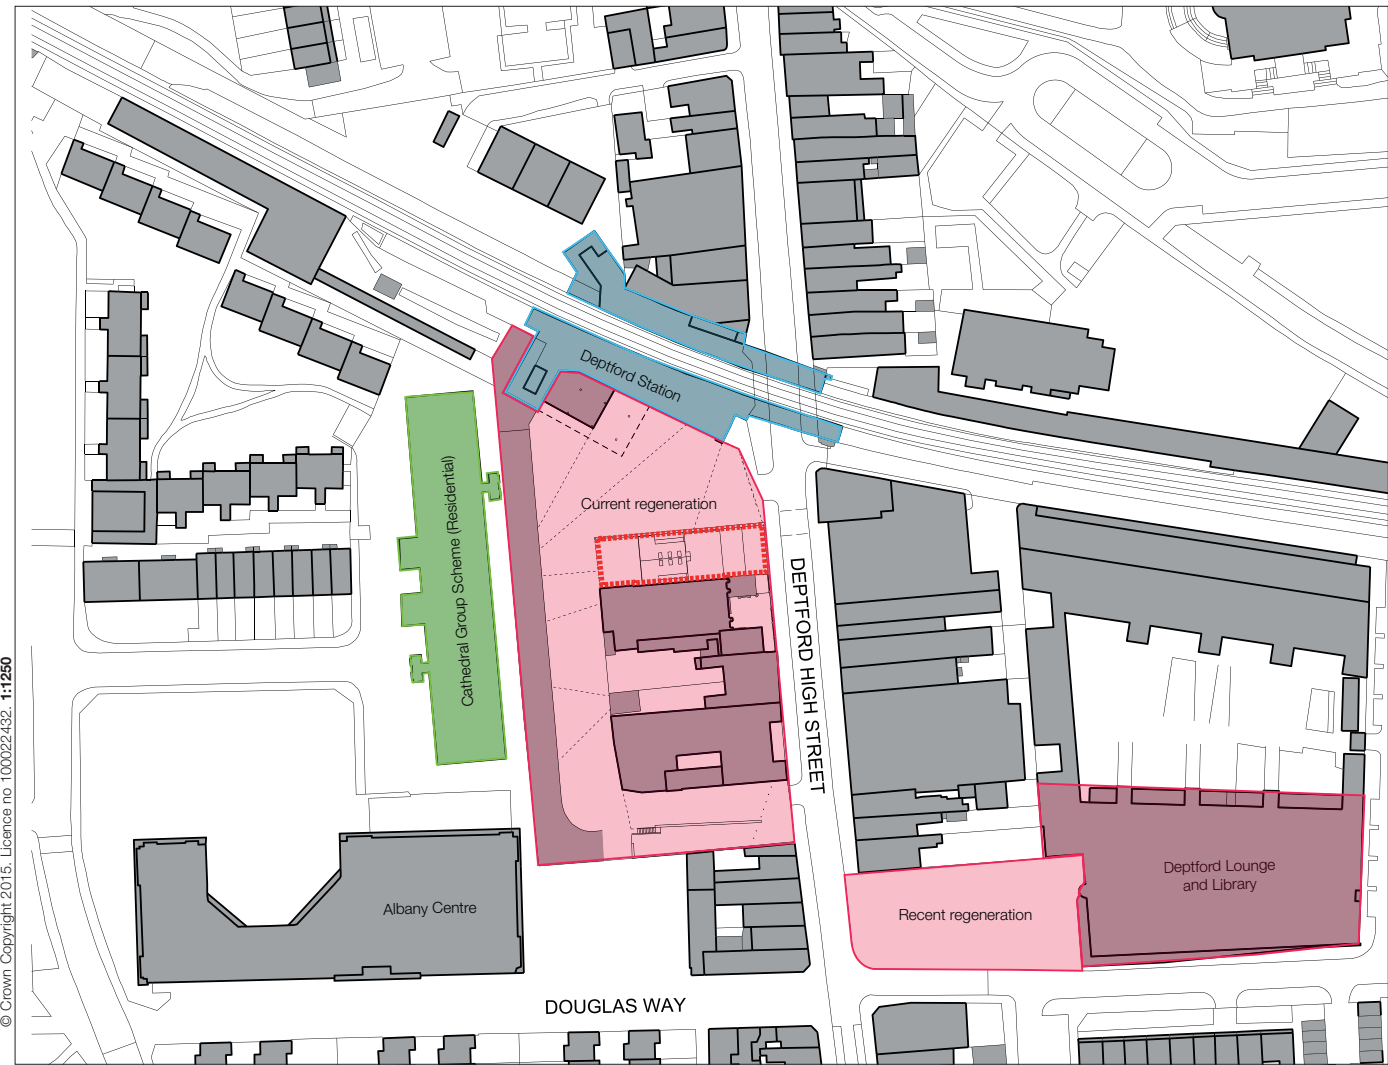 Deptford Station
Current regeneration
Cathedral Group Scheme (Residential)
DEPTFORD HIGH STREET
Deptford Lounge
and Library
Recent regeneration
Albany Centre
DOUGLAS WAY
© Crown Copyright 2015. Licence no 100022432. 1:1250